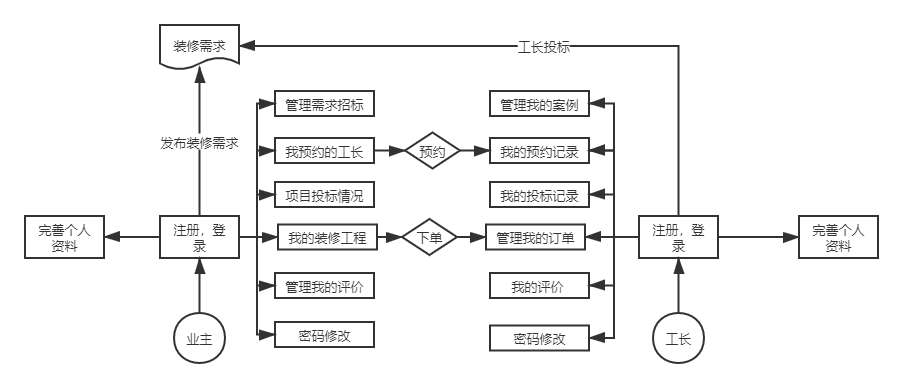 装修需求
工长投标
管理需求招标
管理我的案例
发布装修需求
我预约的工长
预约
我的预约记录
项目投标情况
我的投标记录
完善个人
资料
注册，登
录
我的装修工程
下单
管理我的订单
注册，登
录
完善个人
资料
管理我的评价
我的评价
业主
密码修改
密码修改
工长